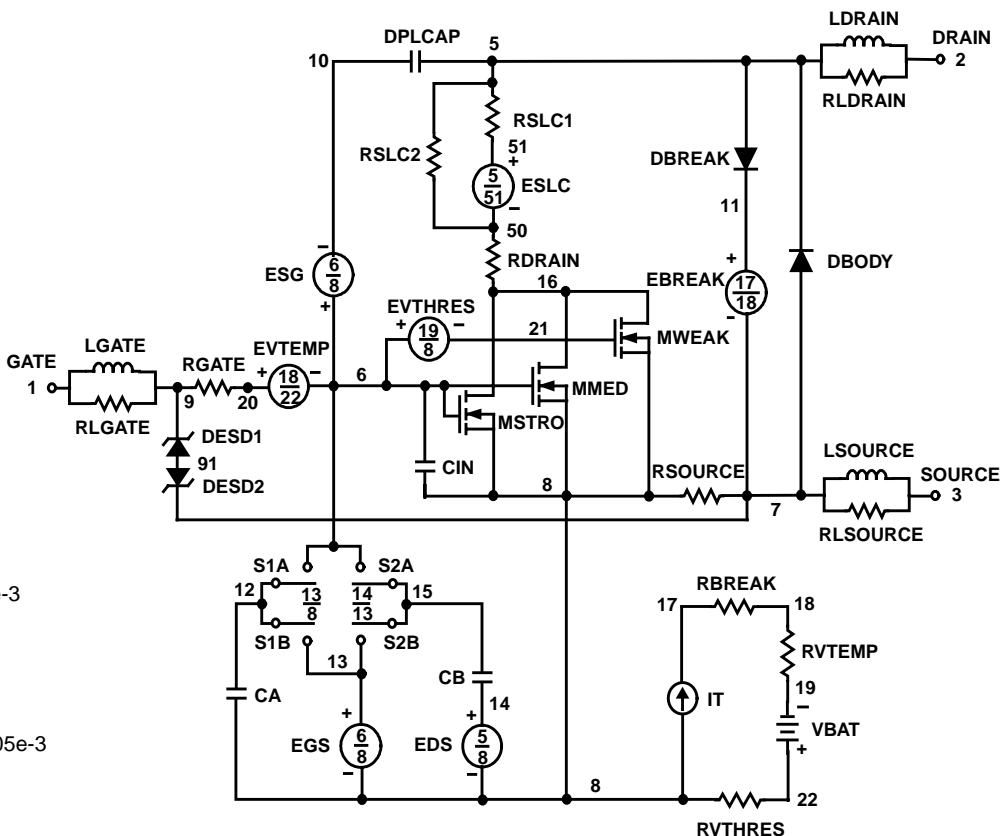 LDRAIN
DPLCAP 5 DRAIN
10 2
RLDRAIN
RSLC1
51
RSLC2 +
5
51
ESLC
−
DBREAK
50
11
−
RDRAIN
ESG 6
8
+
16
+
EBREAK 17
18
−
DBODY
EVTHRES
+ 19
8 −
21
MWEAK
LGATE
EVTEMP
GATE RGATE + 18
22 − 6
1
MMED
9 20
RLGATE
MSTRO
DESD1
91
DESD2
CIN
LSOURCE
RSOURCE SOURCE
8
7 3
RLSOURCE
S1A S2A
12 13
8 14
13 15
S1B S2B
13
RBREAK
17 18
RVTEMP
CB 19
CA
14
IT −
VBAT
+ +
EGS 6
8 EDS 5
8
− −
8 22
RVTHRES
-3
05e-3